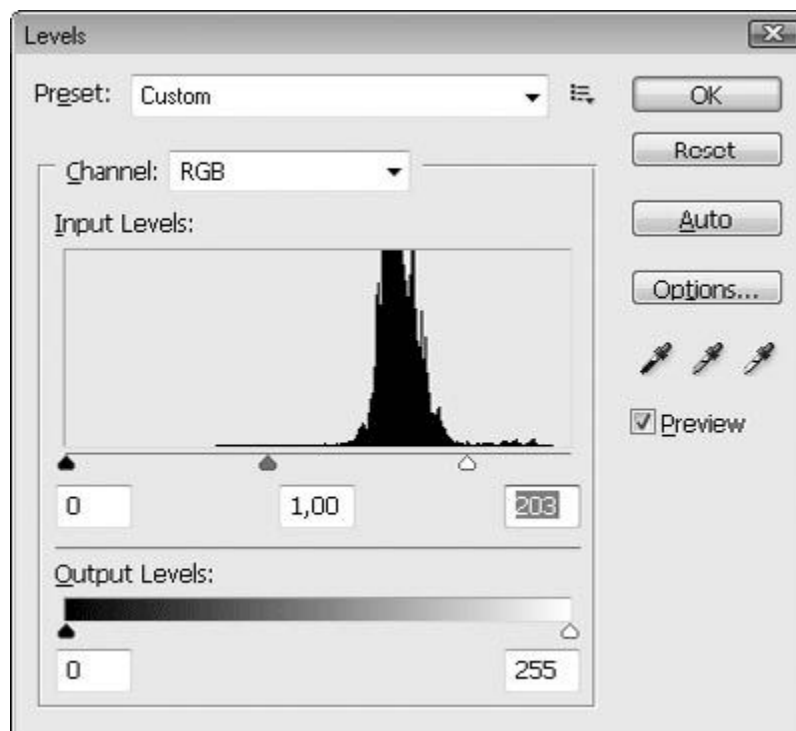 Levels
Preset: Custom
OK
Reset
Channel: RGB
Auto
Input Levels:
Options...
Preview
0 1,00 203
Output Levels:
0 255